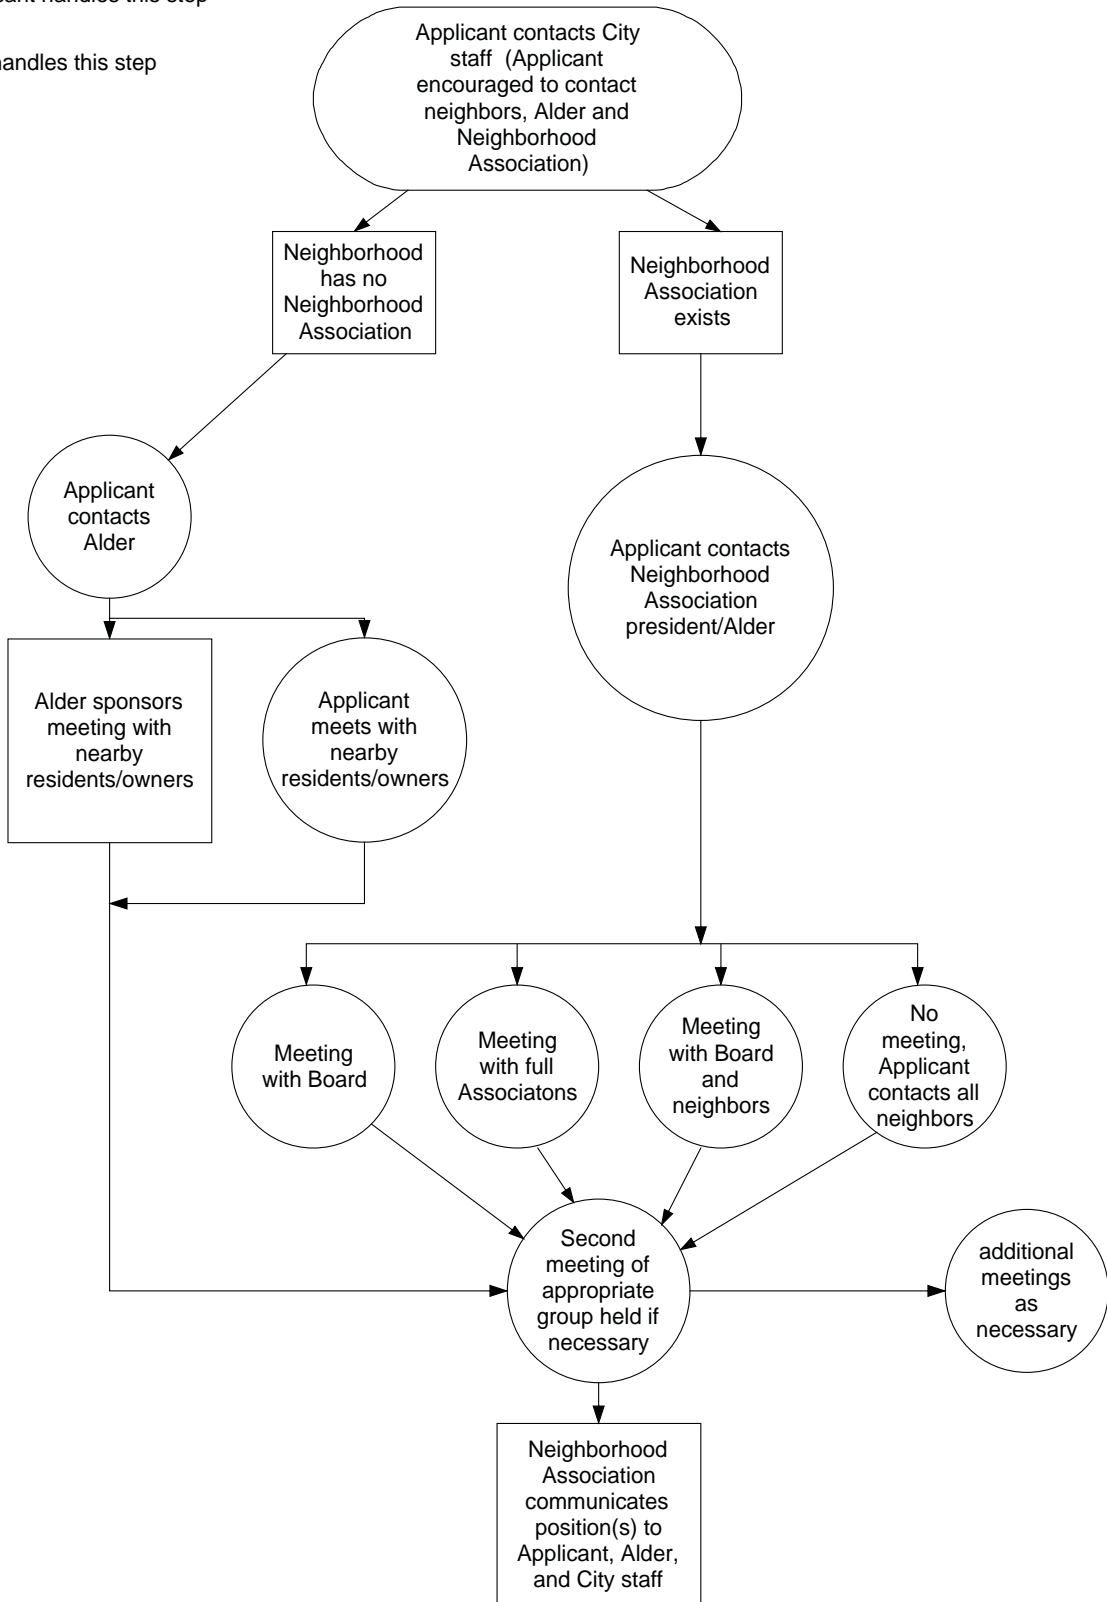 handles this step
handles this step
Applicant contacts City
staff (Applicant
encouraged to contact
neighbors, Alder and
Neighborhood
Association)
Neighborhood
has no
Neighborhood
Association
Neighborhood
Association
exists
Applicant
contacts
Alder
Applicant contacts
Neighborhood
Association
president/Alder
Alder sponsors
meeting with
nearby
residents/owners
Applicant
meets with
nearby
residents/owners
Meeting
with Board
Meeting
with full
Associatons
Meeting
with Board
and
neighbors
No
meeting,
Applicant
contacts all
neighbors
Second
meeting of
appropriate
group held if
necessary
additional
meetings
as
necessary
Neighborhood
Association
communicates
position(s) to
Applicant, Alder,
and City staff